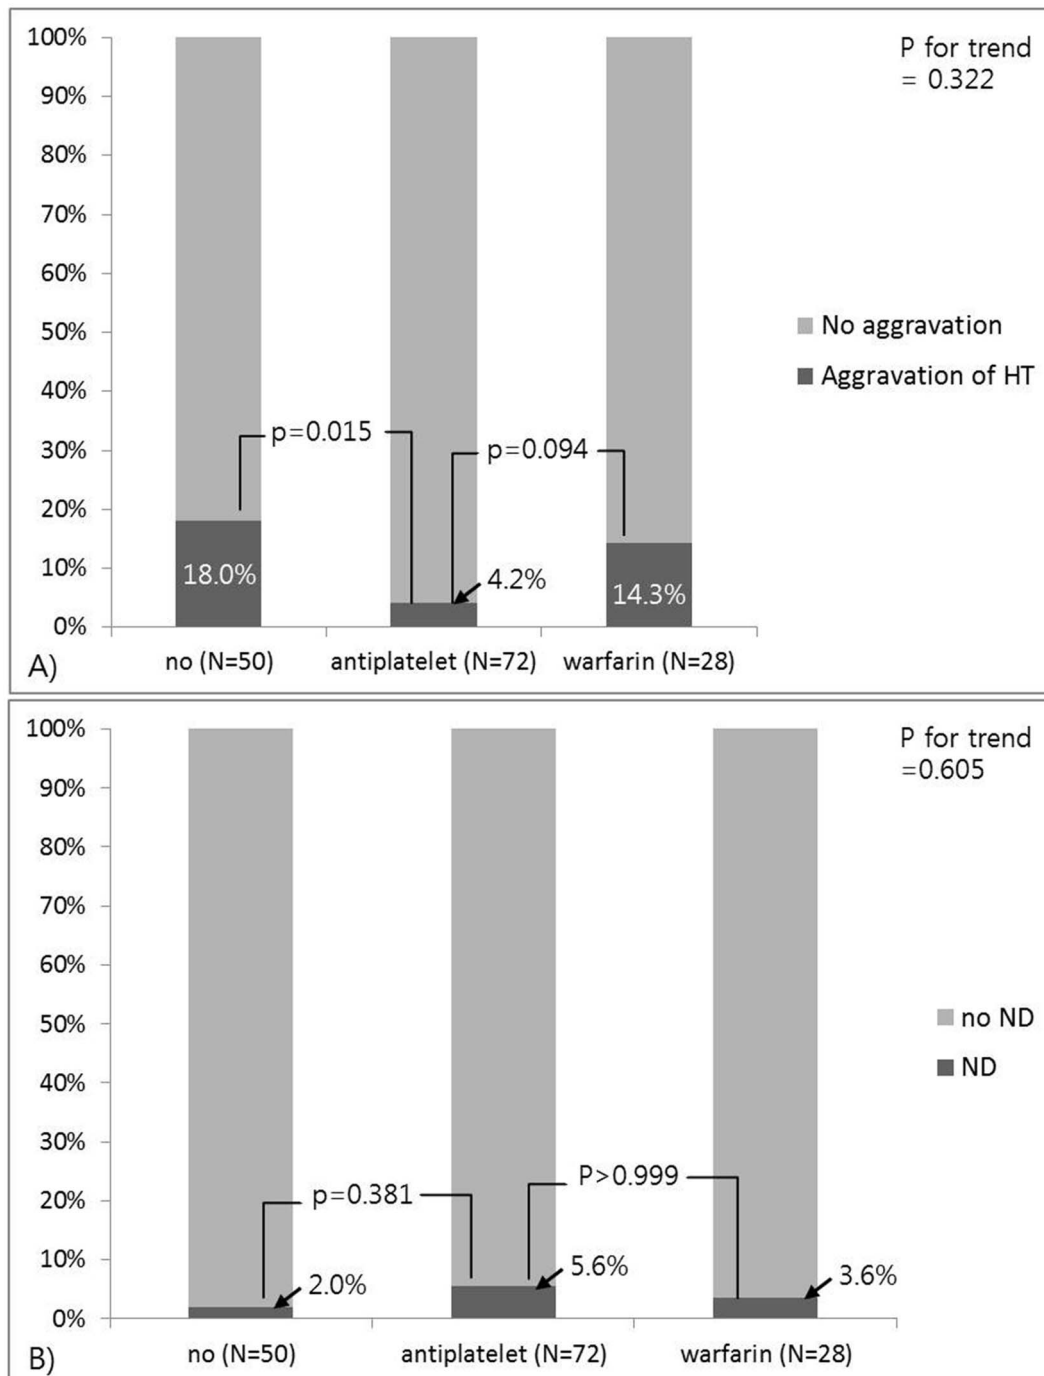 100%
90%
80%
70%
60%
50%
40%
30%
20%
10%
0%
P for trend
= 0.322
No aggravation
Aggravation of HT
p=0.015
p=0.094
18.0%
4.2%
14.3%
no (N=50)
antiplatelet (N=72)
warfarin (N=28)
A)
100%
90%
80%
70%
60%
50%
40%
30%
20%
10%
0%
P for trend
=0.605
no ND
ND
p=0.381
P>0.999
2.0%
5.6%
3.6%
no (N=50)
antiplatelet (N=72)
warfarin (N=28)
B)